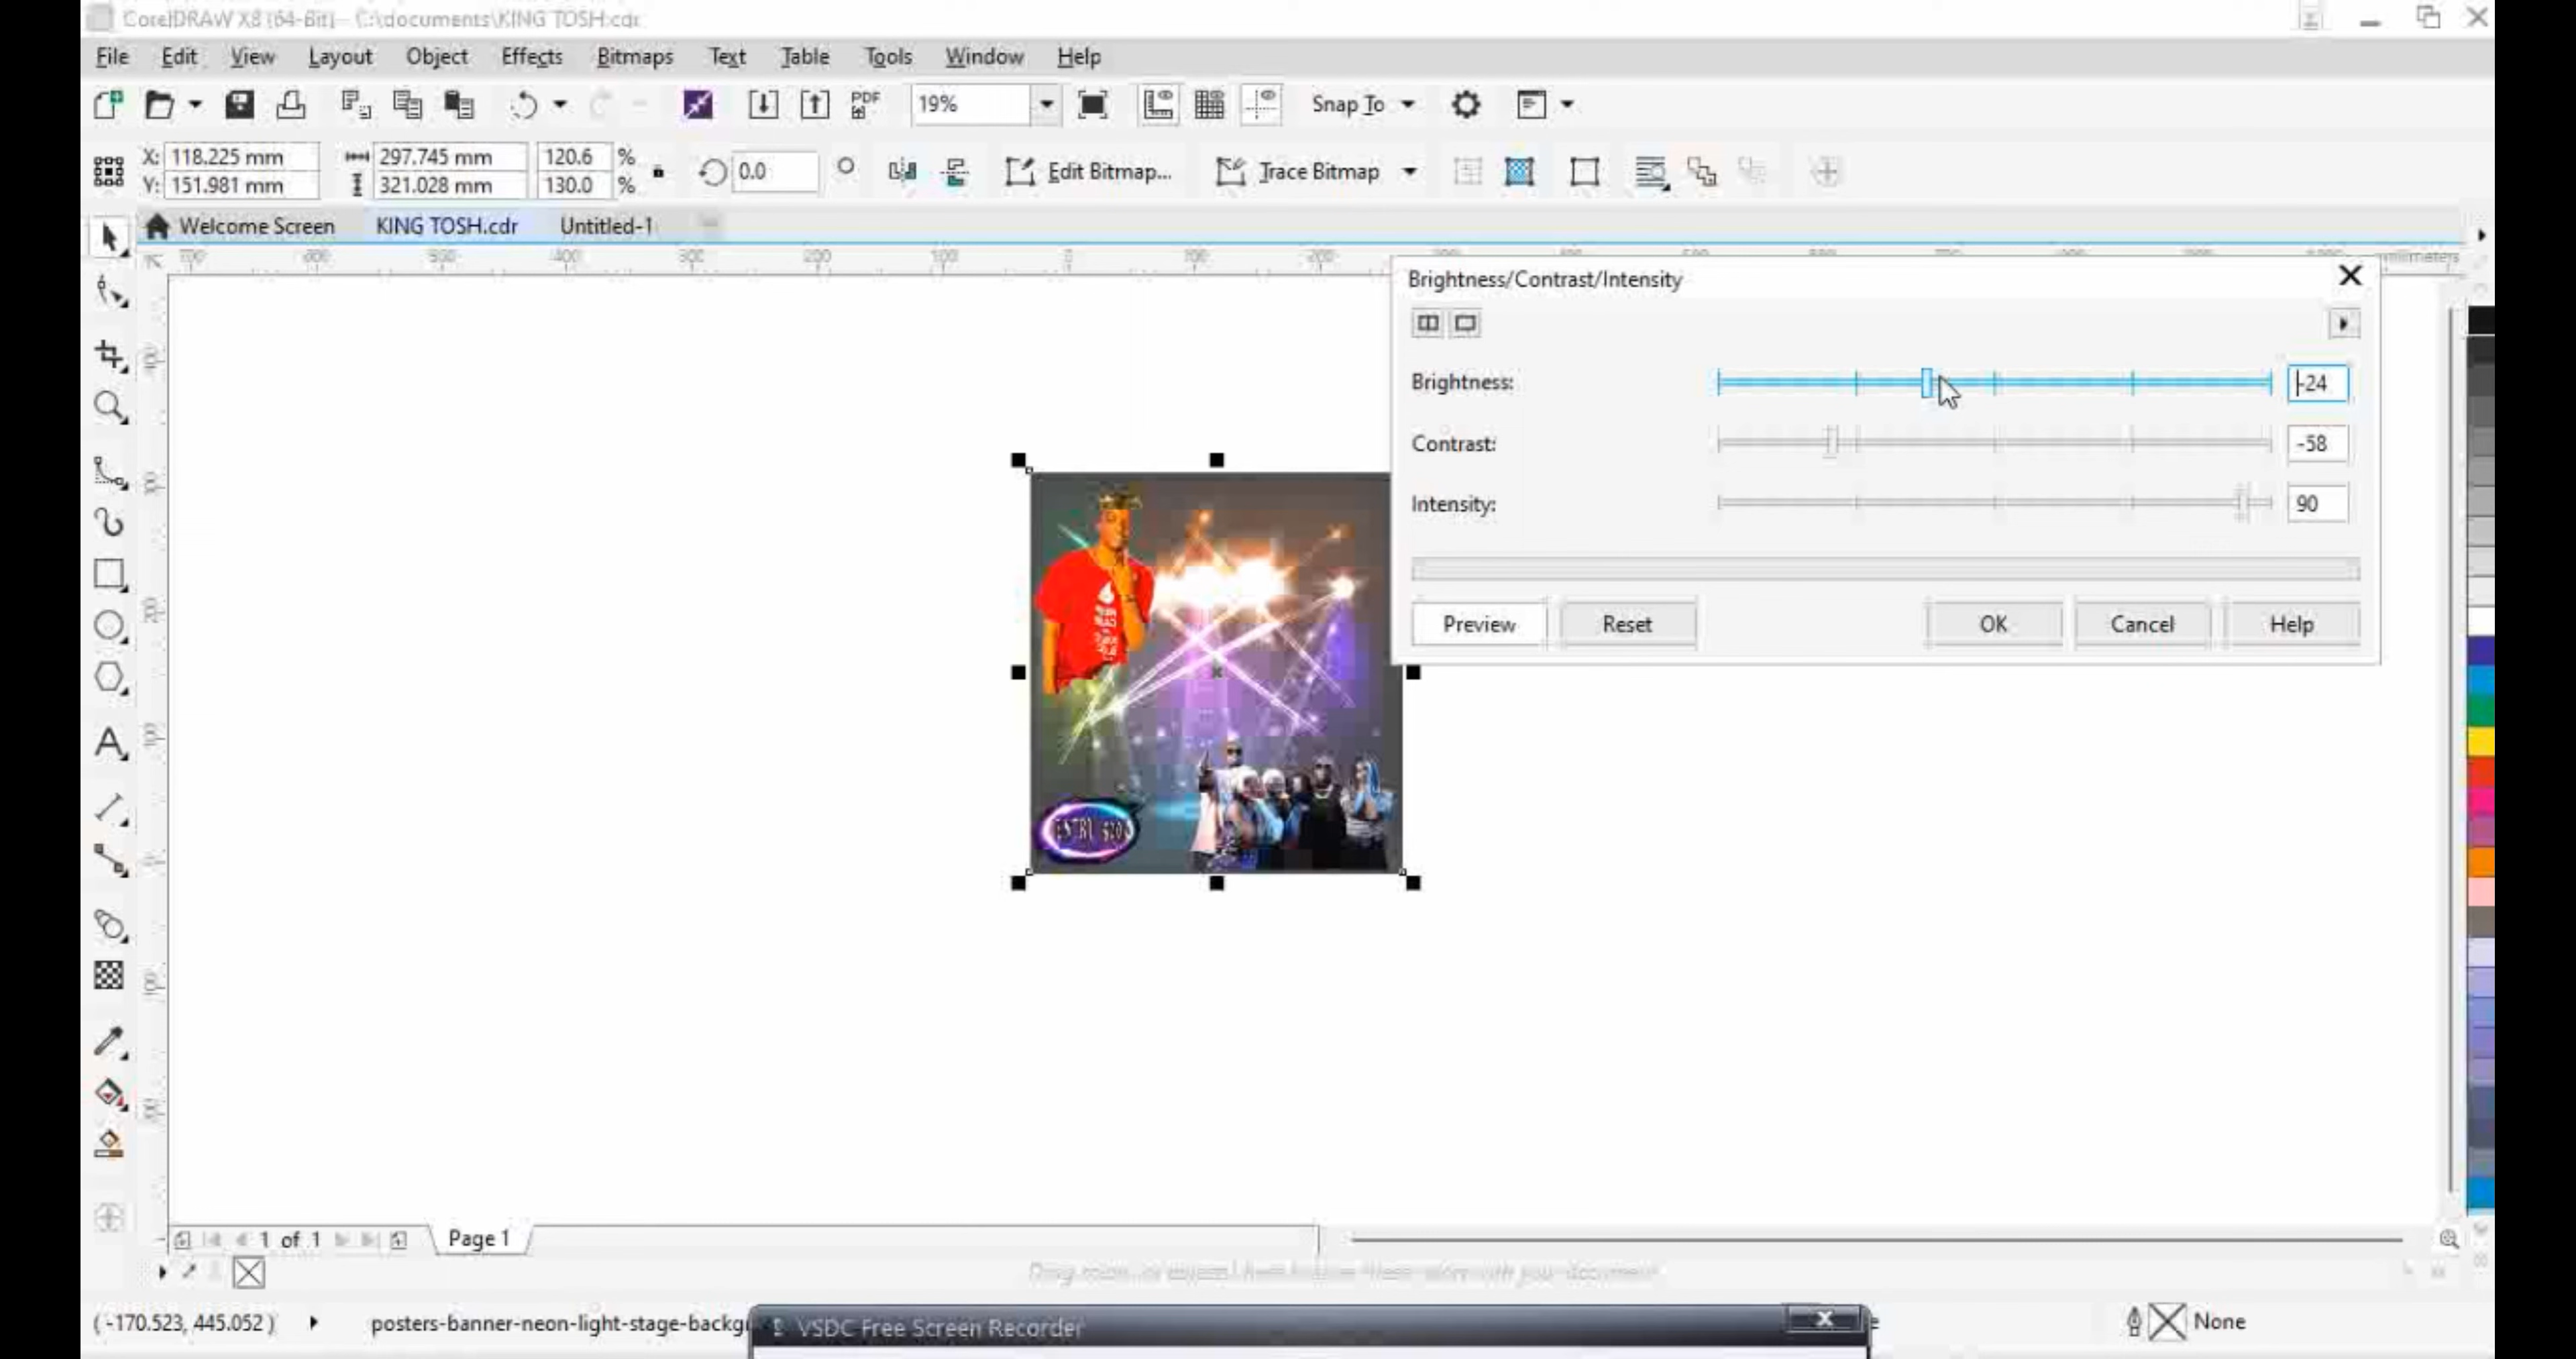 CorelDRAW X8 (64-Bit) - C:\documents\KING TOSH.cdr
File Edit View Layout Object Effects Bitmaps Text Table Tools Window Help
PDF 19% Snap To
X: 118.225 mm 297.745 mm 120.6 % 0.0 Edit Bitmap... Trace Bitmap
Y: 151.981 mm 321.028 mm 130.0 %
Welcome Screen KING TOSH.cdr Untitled-1
millimeters
Brightness/Contrast/Intensity
Brightness: -24
Contrast: -58
Intensity: 90
Preview Reset OK Cancel Help
1 of 1 Page 1
(-170.523, 445.052) posters-banner-neon-light-stage-backg
VSDC Free Screen Recorder
None